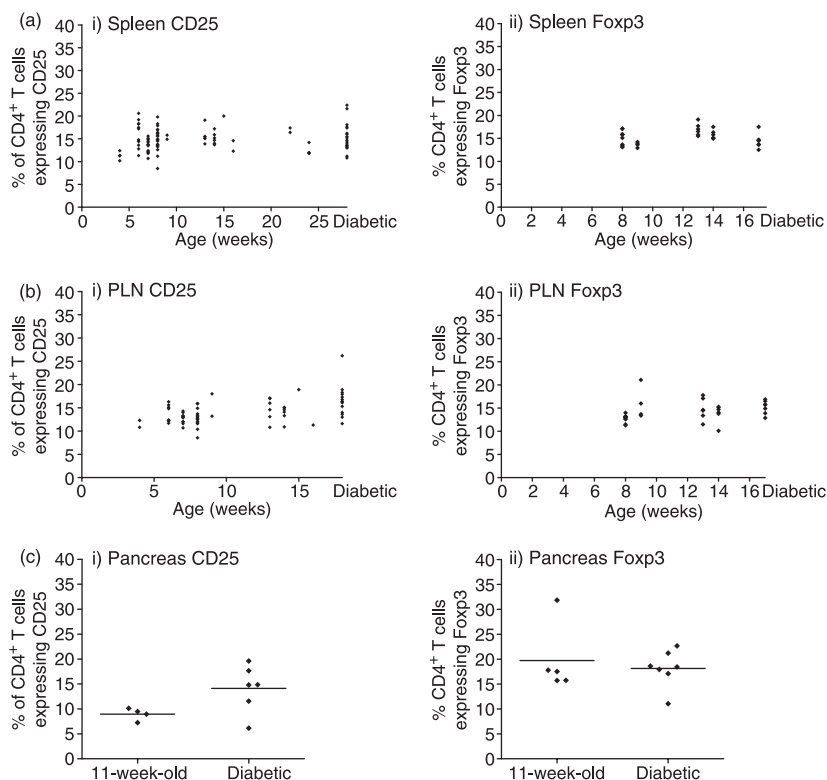 (a) i) Spleen CD25
% of CD4+ T cells
expressing CD25
40
35
30
25
20
15
10
5
0
0 5 10 15 20 25 Diabetic
Age (weeks)
ii) Spleen Foxp3
% CD4+ T cells
expressing Foxp3
40
35
30
25
20
15
10
5
0
0 2 4 6 8 10 12 14 16 Diabetic
Age (weeks)
(b) i) PLN CD25
% of CD4+ T cells
expressing CD25
40
35
30
25
20
15
10
5
0
0 5 10 15 Diabetic
Age (weeks)
ii) PLN Foxp3
% CD4+ T cells
expressing Foxp3
40
35
30
25
20
15
10
5
0
0 2 4 6 8 10 12 14 16 Diabetic
Age (weeks)
(c) i) Pancreas CD25
% of CD4+ T cells
expressing CD25
40
35
30
25
20
15
10
5
0
11-week-old Diabetic
ii) Pancreas Foxp3
% CD4+ T cells
expressing Foxp3
40
35
30
25
20
15
10
5
0
11-week-old Diabetic